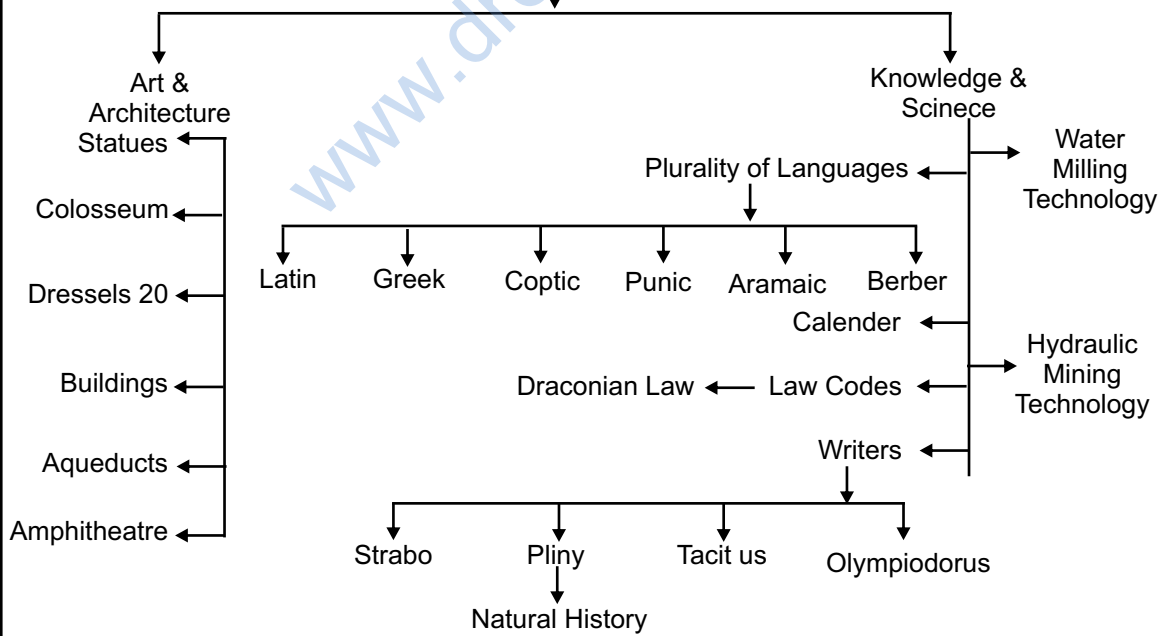 www.dr
Art &
Architecture
Statues
Colosseum
Dressels 20
Buildings
Aqueducts
Amphitheatre
Knowledge &
Scinece
Water
Milling
Technology
Plurality of Languages
Latin Greek Coptic Punic Aramaic Berber
Calender
Hydraulic
Mining
Technology
Draconian Law Law Codes
Writers
Strabo Pliny Tacit us Olympiodorus
Natural History